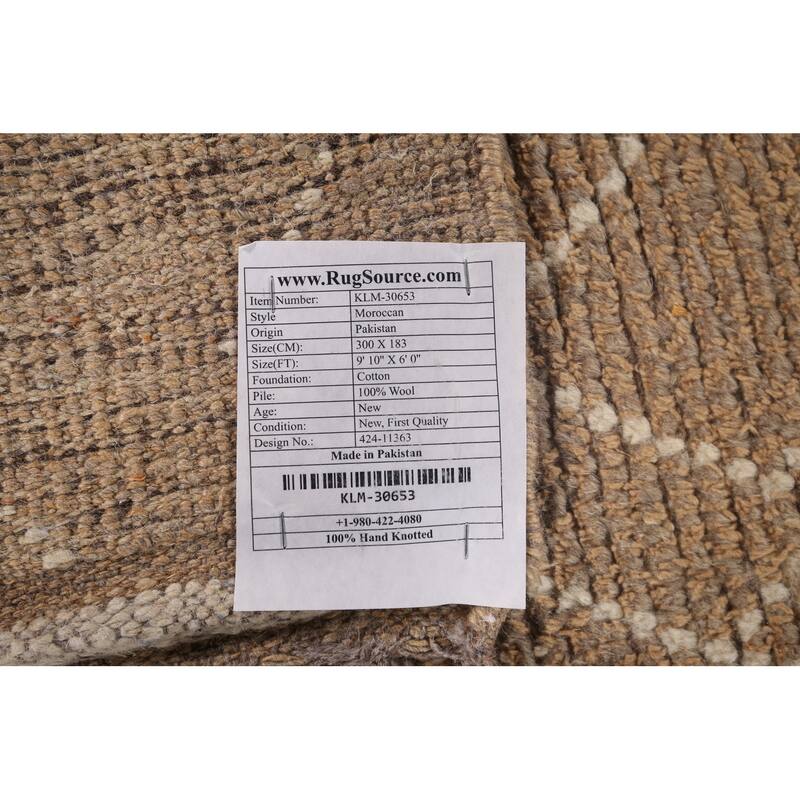 www.RugSource.com
Item Number: KLM-30653
Style Moroccan
Origin Pakistan
Size(CM): 300 X 183
Size(FT): 9' 10" X 6' 0"
Foundation: Cotton
Pile: 100% Wool
Age: New
Condition: New, First Quality
Design No.: 424-11363
Made in Pakistan
KLM-30653
+1-980-422-4080
100% Hand Knotted